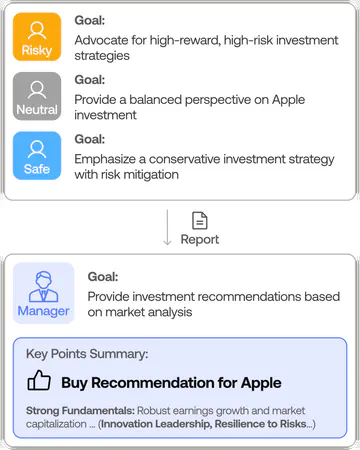 Goal:
Advocate for high-reward, high-risk investment
strategies
Risky
Goal:
Provide a balanced perspective on Apple
investment
Neutral
Goal:
Emphasize a conservative investment strategy
with risk mitigation
Safe
Report
Goal:
Provide investment recommendations based
on market analysis
Manager
Key Points Summary:
Buy Recommendation for Apple
Strong Fundamentals: Robust earnings growth and market
capitalization ... (Innovation Leadership, Resilience to Risks...)